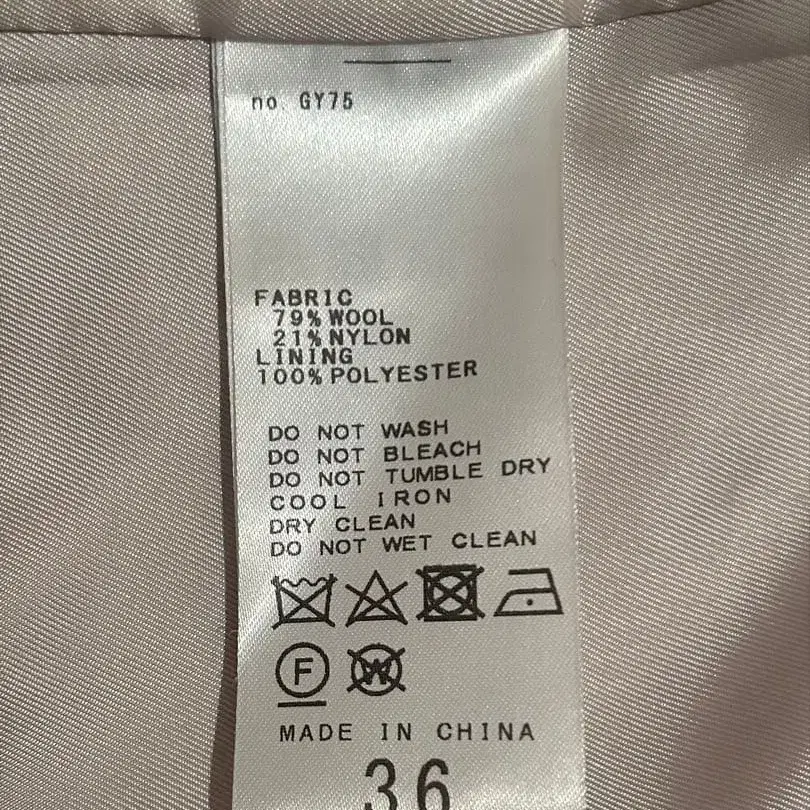 no. GY75
FABRIC
79% WOOL
21% NYLON
LINING
100% POLYESTER
DO NOT WASH
DO NOT BLEACH
DO NOT TUMBLE DRY
COOL IRON
DRY CLEAN
DO NOT WET CLEAN
F W
MADE IN CHINA
36